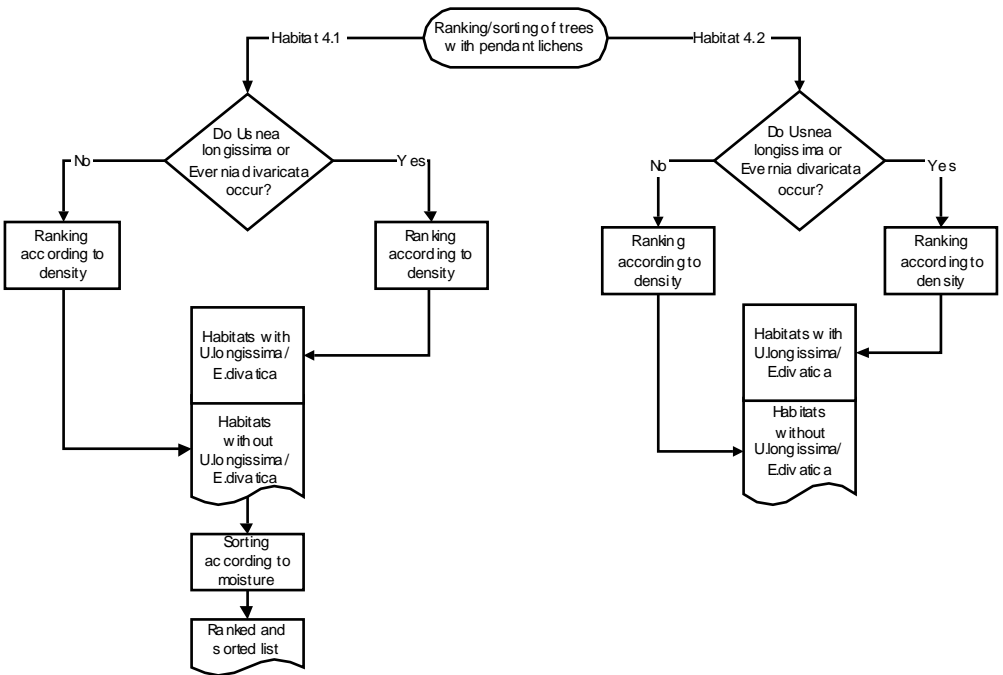 Ranking/sorting of trees
with pendant lichens
Habitat 4.1
Habitat 4.2
Do Usnea
longissima or
Evernia divaricata
occur?
No
Yes
Ranking
according to
density
Ranking
according to
density
Habitats with
U.longissima/
E.divatica
Habitats
without
U.longissima/
E.divatica
Sorting
according to
moisture
Ranked and
sorted list
Do Usnea
longissima or
Evernia divaricata
occur?
No
Yes
Ranking
according to
density
Ranking
according to
density
Habitats with
U.longissima/
E.divatica
Habitats
without
U.longissima/
E.divatica